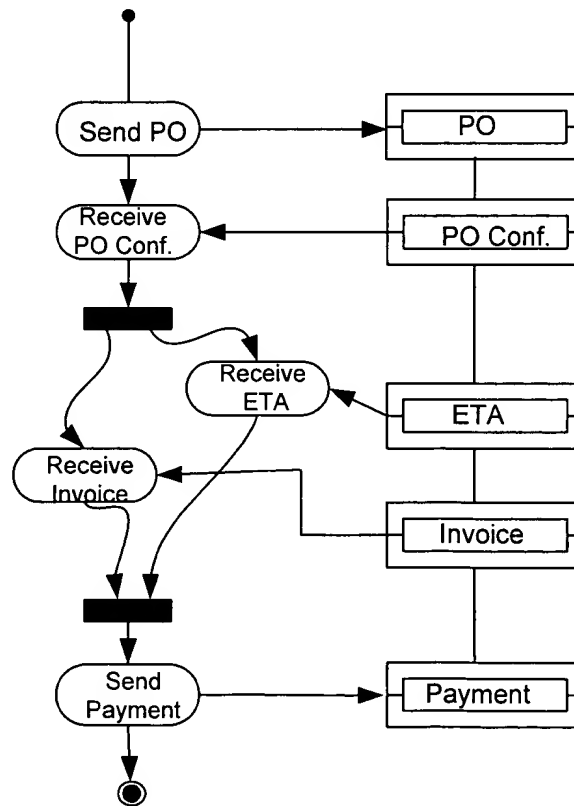 Send PO
PO
Receive
PO Conf.
PO Conf.
Receive
ETA
ETA
Receive
Invoice
Invoice
Send
Payment
Payment